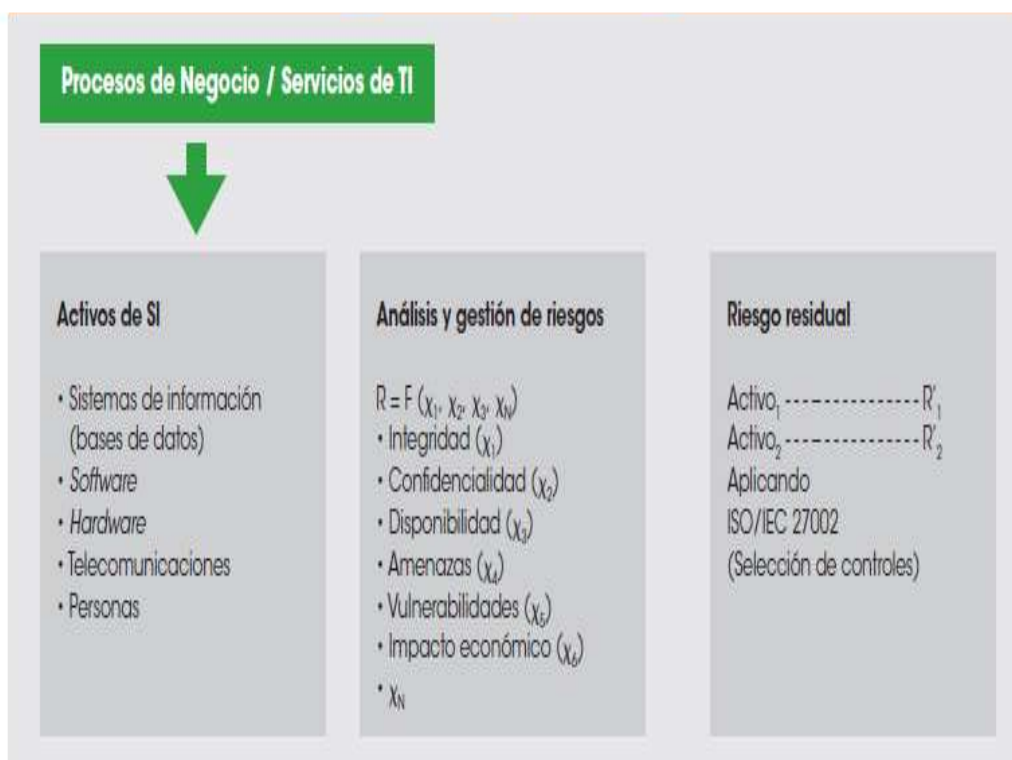 Procesos de Negocio / Servicios de TI
Activos de SI
• Sistemas de información
(bases de datos)
• Software
• Hardware
• Telecomunicaciones
• Personas
Análisis y gestión de riesgos
R = F (χ₁, χ₂, χ₃, χ_N)
• Integridad (χ₁)
• Confidencialidad (χ₂)
• Disponibilidad (χ₃)
• Amenazas (χ₄)
• Vulnerabilidades (χ₅)
• Impacto económico (χ₆)
• χ_N
Riesgo residual
Activo₁ ------------- R'₁
Activo₂ ------------- R'₂
Aplicando
ISO/IEC 27002
(Selección de controles)